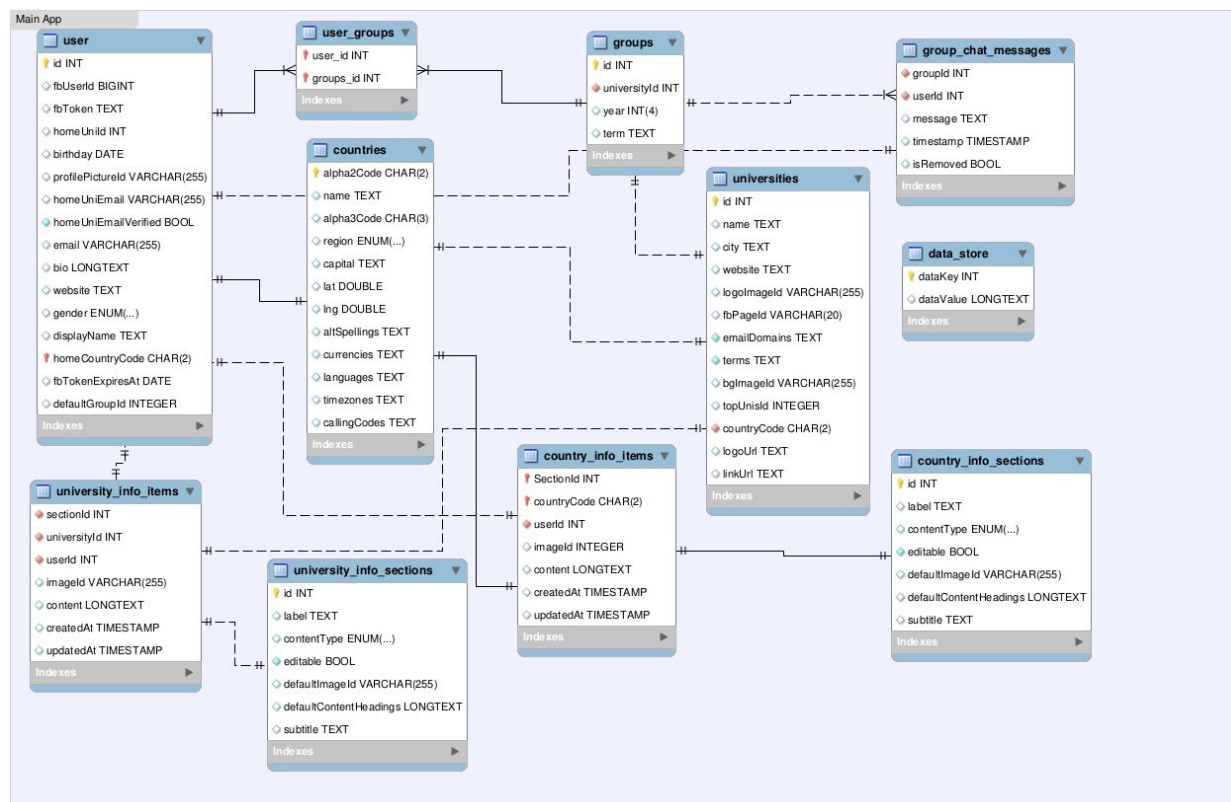 Main App
user
id INT
fbUserId BIGINT
fbToken TEXT
homeUniId INT
birthday DATE
profilePictureId VARCHAR(255)
homeUniEmail VARCHAR(255)
homeUniEmailVerified BOOL
email VARCHAR(255)
bio LONGTEXT
website TEXT
gender ENUM(...)
displayName TEXT
homeCountryCode CHAR(2)
fbTokenExpiresAt DATE
defaultGroupId INTEGER
Indexes
user_groups
user_id INT
groups_id INT
Indexes
groups
id INT
universityId INT
year INT(4)
term TEXT
Indexes
group_chat_messages
groupId INT
userId INT
message TEXT
timestamp TIMESTAMP
isRemoved BOOL
Indexes
countries
alpha2Code CHAR(2)
name TEXT
alpha3Code CHAR(3)
region ENUM(...)
capital TEXT
lat DOUBLE
lng DOUBLE
altSpellings TEXT
currencies TEXT
languages TEXT
timezones TEXT
callingCodes TEXT
Indexes
universities
id INT
name TEXT
city TEXT
website TEXT
logoImageId VARCHAR(255)
fbPageId VARCHAR(20)
emailDomains TEXT
terms TEXT
bgImageId VARCHAR(255)
topUnisId INTEGER
countryCode CHAR(2)
logoUrl TEXT
linkUrl TEXT
Indexes
data_store
dataKey INT
dataValue LONGTEXT
Indexes
university_info_items
sectionId INT
universityId INT
userId INT
imageId VARCHAR(255)
content LONGTEXT
createdAt TIMESTAMP
updatedAt TIMESTAMP
Indexes
university_info_sections
id INT
label TEXT
contentType ENUM(...)
editable BOOL
defaultImageId VARCHAR(255)
defaultContentHeadings LONGTEXT
subtitle TEXT
Indexes
country_info_items
SectionId INT
countryCode CHAR(2)
userId INT
imageId INTEGER
content LONGTEXT
createdAt TIMESTAMP
updatedAt TIMESTAMP
Indexes
country_info_sections
id INT
label TEXT
contentType ENUM(...)
editable BOOL
defaultImageId VARCHAR(255)
defaultContentHeadings LONGTEXT
subtitle TEXT
Indexes